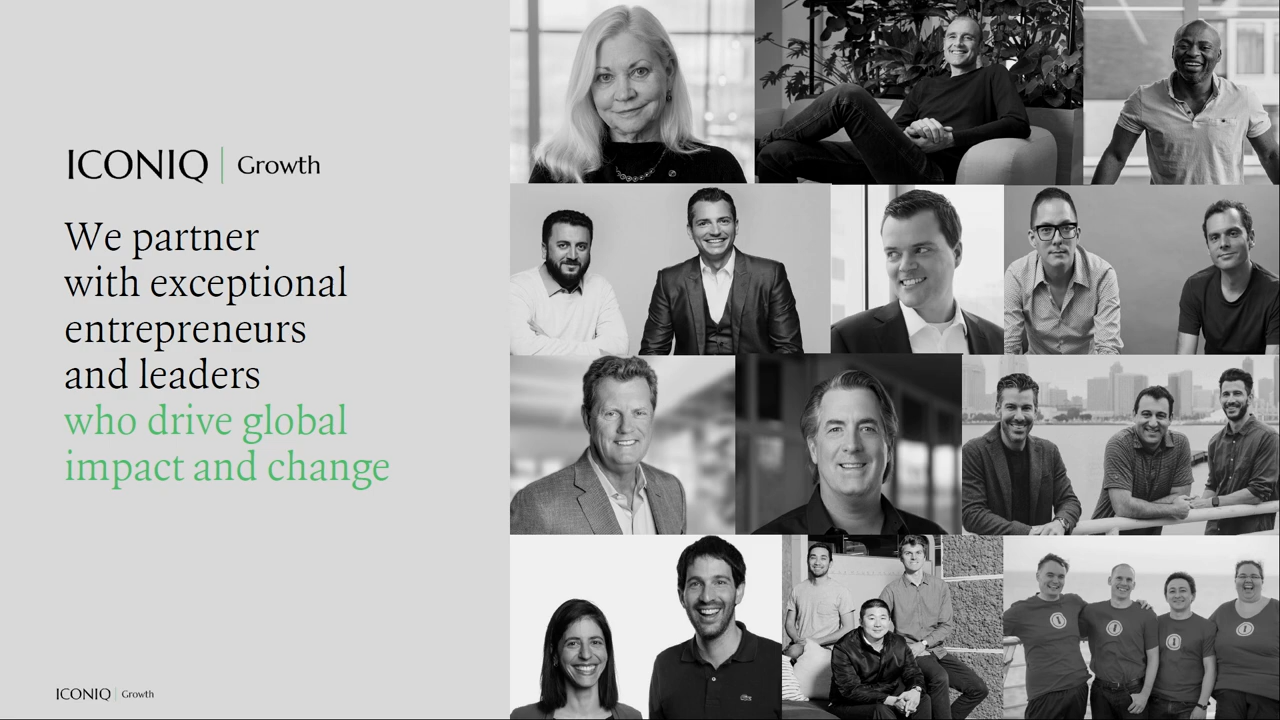 ICONIQ | Growth
We partner
with exceptional
entrepreneurs
and leaders
who drive global
impact and change
ICONIQ | Growth